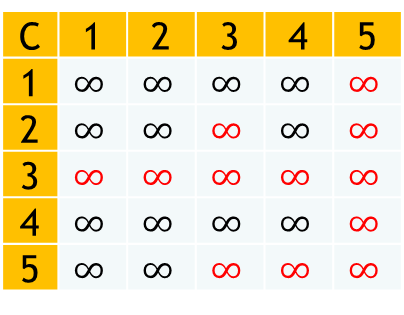 C 1 2 3 4 5
1 ∞ ∞ ∞ ∞ ∞
2 ∞ ∞ ∞ ∞ ∞
3 ∞ ∞ ∞ ∞ ∞
4 ∞ ∞ ∞ ∞ ∞
5 ∞ ∞ ∞ ∞ ∞